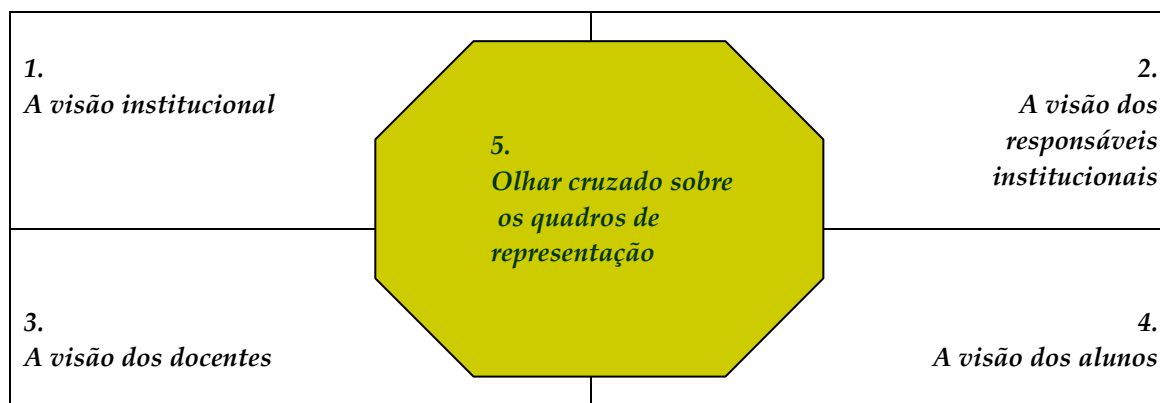 1.
A visão institucional
2.
A visão dos
responsáveis
institucionais
5.
Olhar cruzado sobre
os quadros de
representação
3.
A visão dos docentes
4.
A visão dos alunos